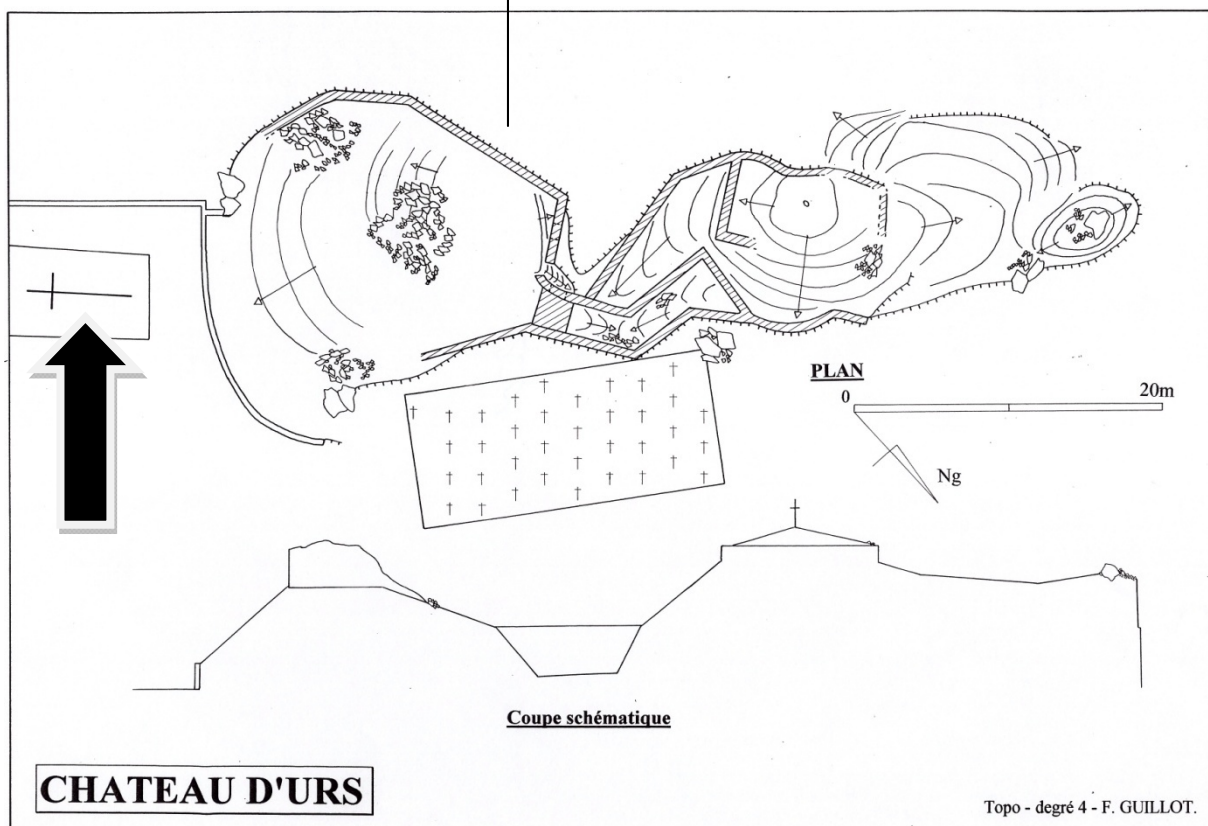 PLAN
0 20m
Ng
Coupe schématique
CHATEAU D'URS
Topo - degré 4 - F. GUILLOT.